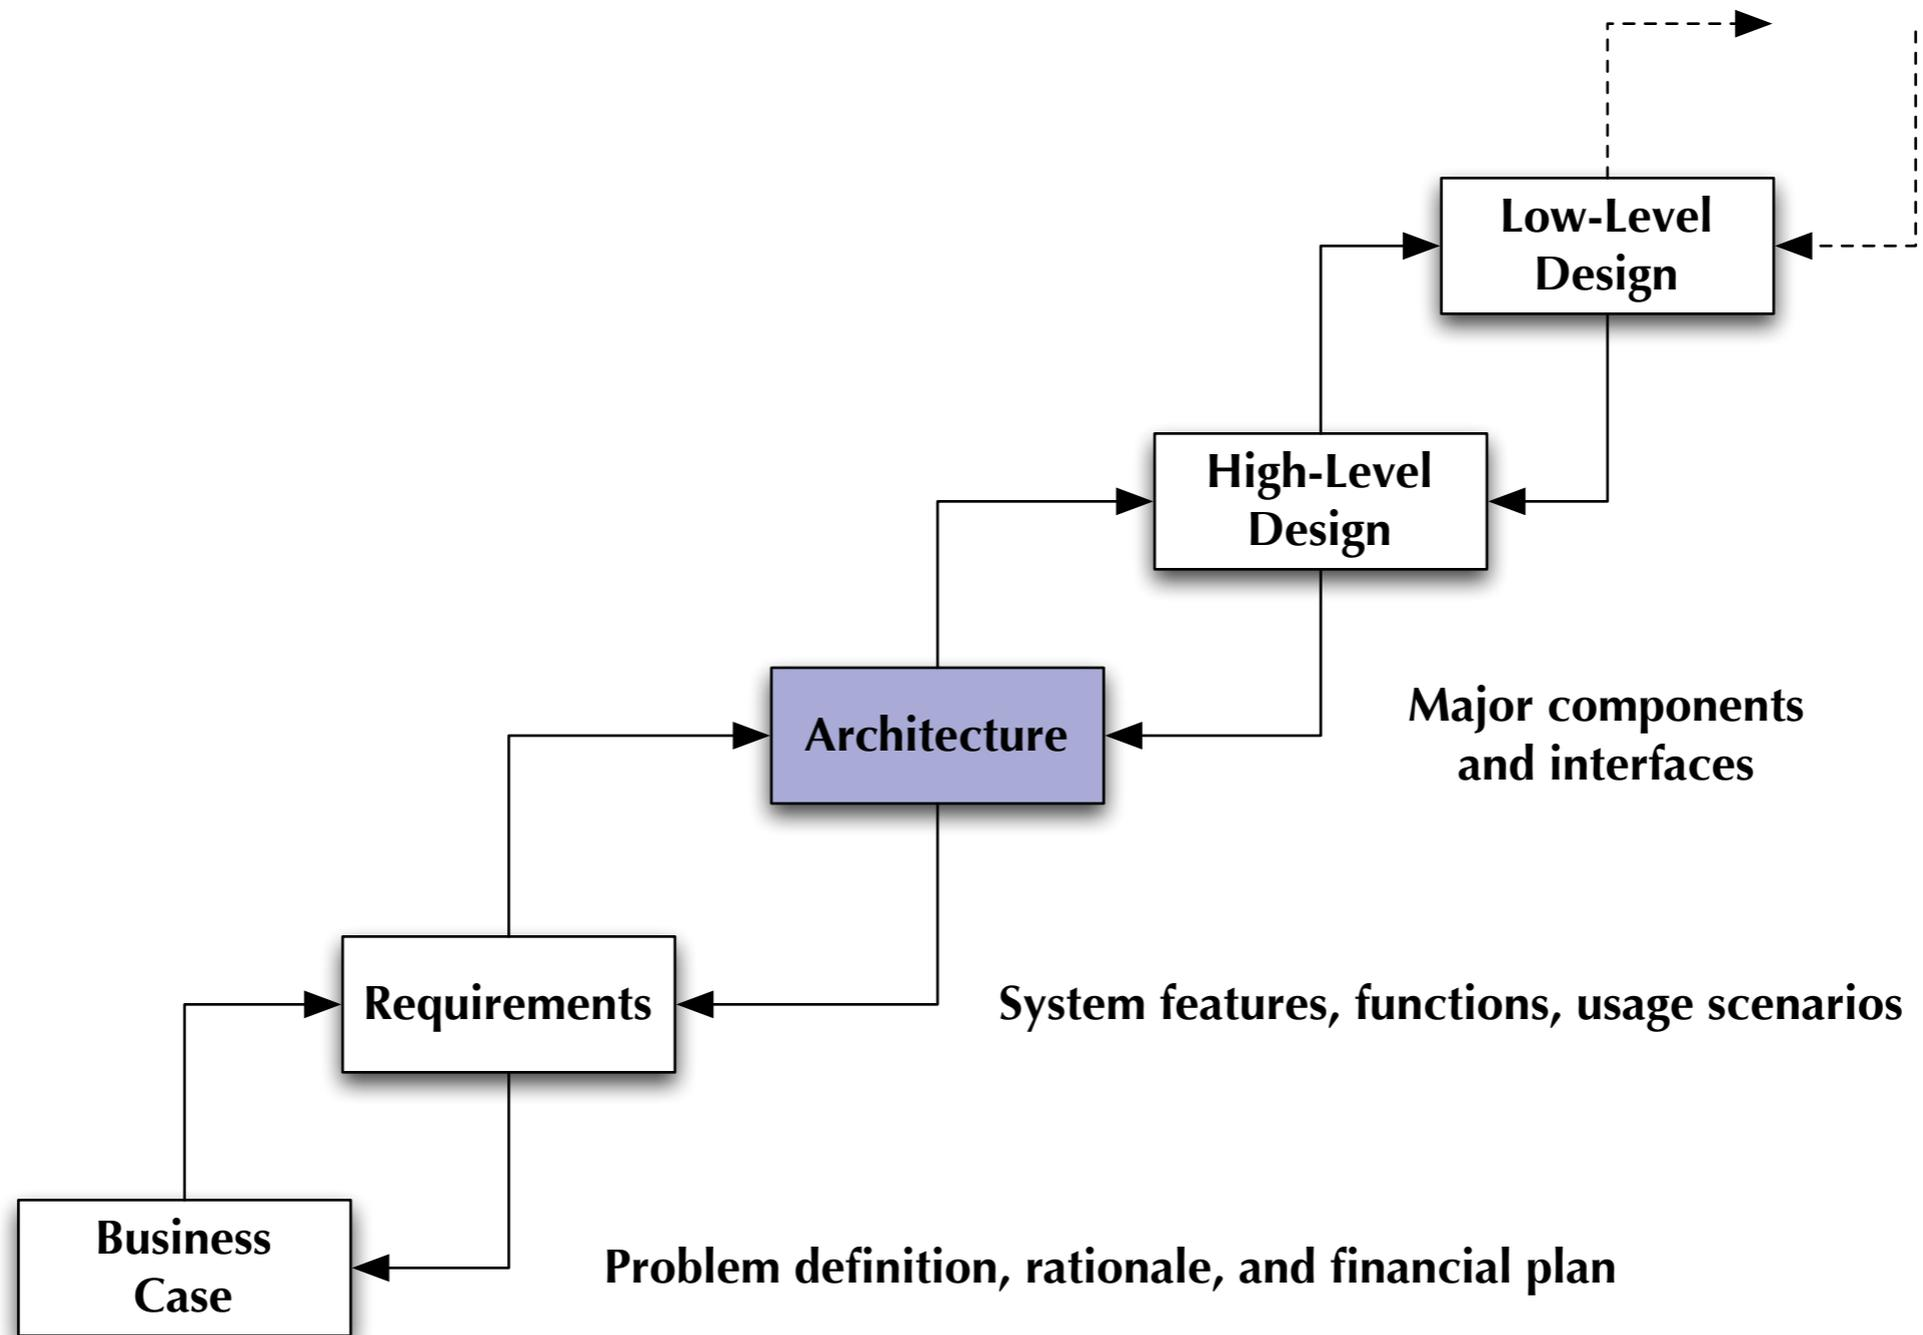 Low-Level
Design
High-Level
Design
Architecture
Major components
and interfaces
Requirements
System features, functions, usage scenarios
Business
Case
Problem definition, rationale, and financial plan